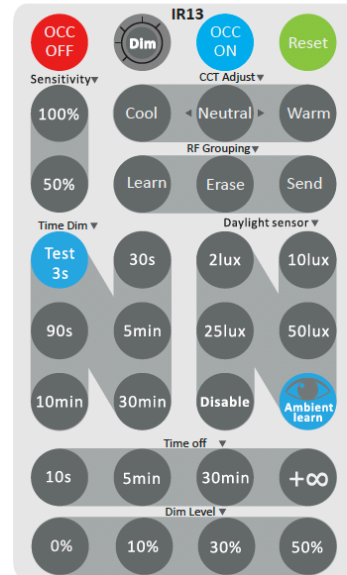 IR13
OCC
OFF
Dim
OCC
ON
Reset
Sensitivity▼
CCT Adjust▼
100%
Cool
◄ Neutral ►
Warm
RF Grouping▼
50%
Learn
Erase
Send
Time Dim ▼
Daylight sensor ▼
Test
3s
30s
2lux
10lux
90s
5min
25lux
50lux
10min
30min
Disable
Ambient
learn
Time off ▼
10s
5min
30min
+∞
Dim Level ▼
0%
10%
30%
50%